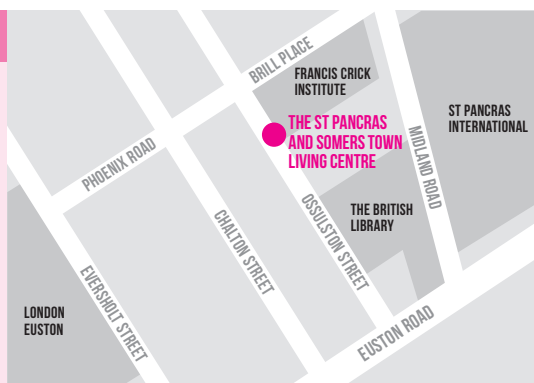 BRILL PLACE
FRANCIS CRICK
INSTITUTE
ST PANCRAS
INTERNATIONAL
THE ST PANCRAS
AND SOMERS TOWN
LIVING CENTRE
MIDLAND ROAD
PHOENIX ROAD
THE BRITISH
LIBRARY
OSSULSTON STREET
CHALTON STREET
EVERSHOLT STREET
LONDON
EUSTON
EUSTON ROAD